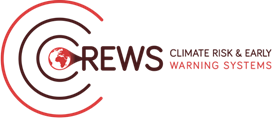 CREWS
CLIMATE RISK & EARLY
WARNING SYSTEMS